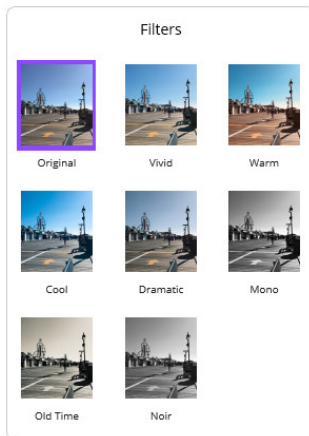 Filters
Original
Vivid
Warm
Cool
Dramatic
Mono
Old Time
Noir